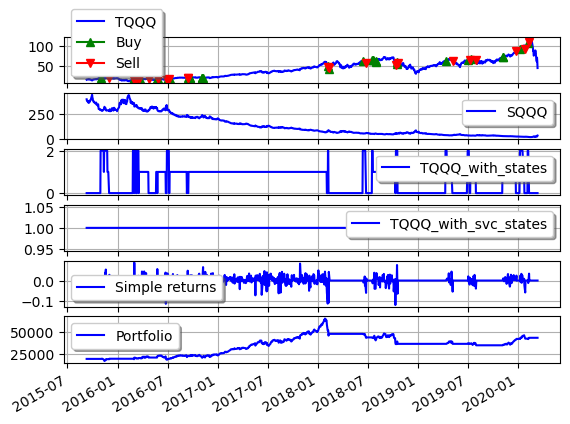 TQQQ
Buy
Sell
100
50
SQQQ
250
0
TQQQ_with_states
2
0
TQQQ_with_svc_states
1.05
1.00
0.95
Simple returns
0.0
−0.1
Portfolio
50000
25000
2015-07
2016-01
2016-07
2017-01
2017-07
2018-01
2018-07
2019-01
2019-07
2020-01